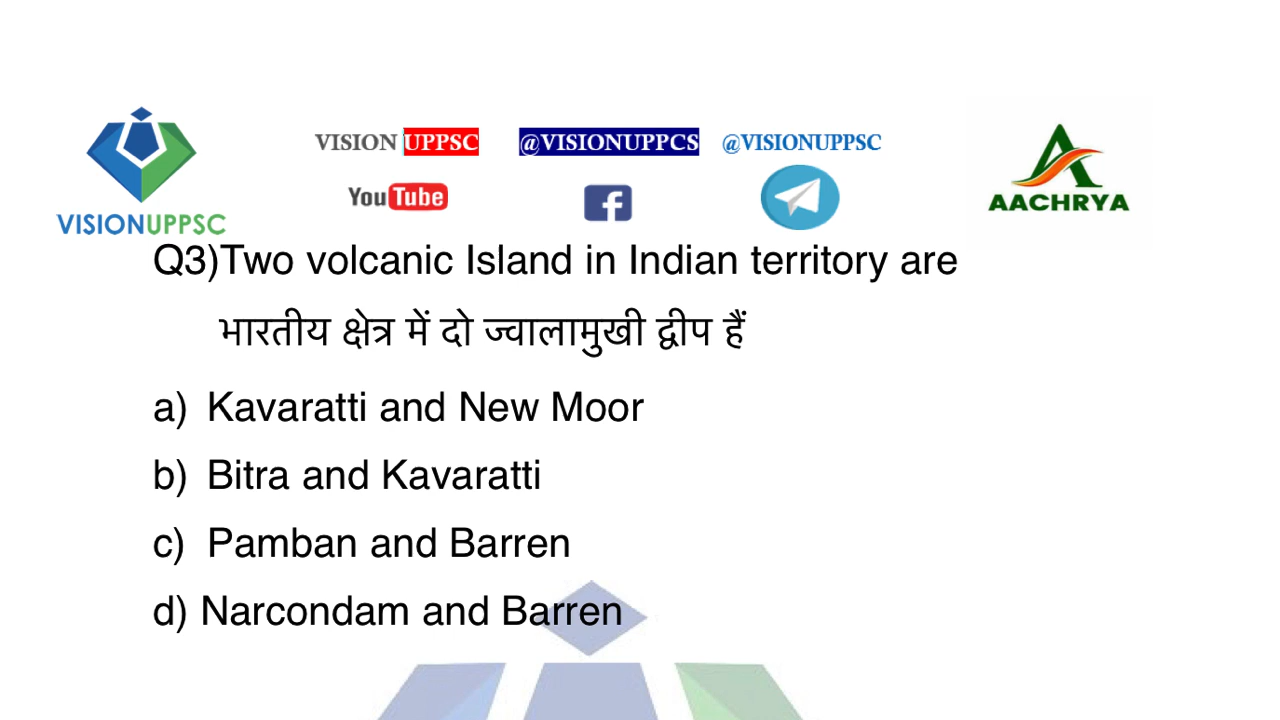 VISION UPPSC @VISIONUPPCS @VISIONUPPSC
YouTube
VISIONUPPSC
AACHRYA
Q3)Two volcanic Island in Indian territory are
भारतीय क्षेत्र में दो ज्वालामुखी द्वीप हैं
a) Kavaratti and New Moor
b) Bitra and Kavaratti
c) Pamban and Barren
d) Narcondam and Barren